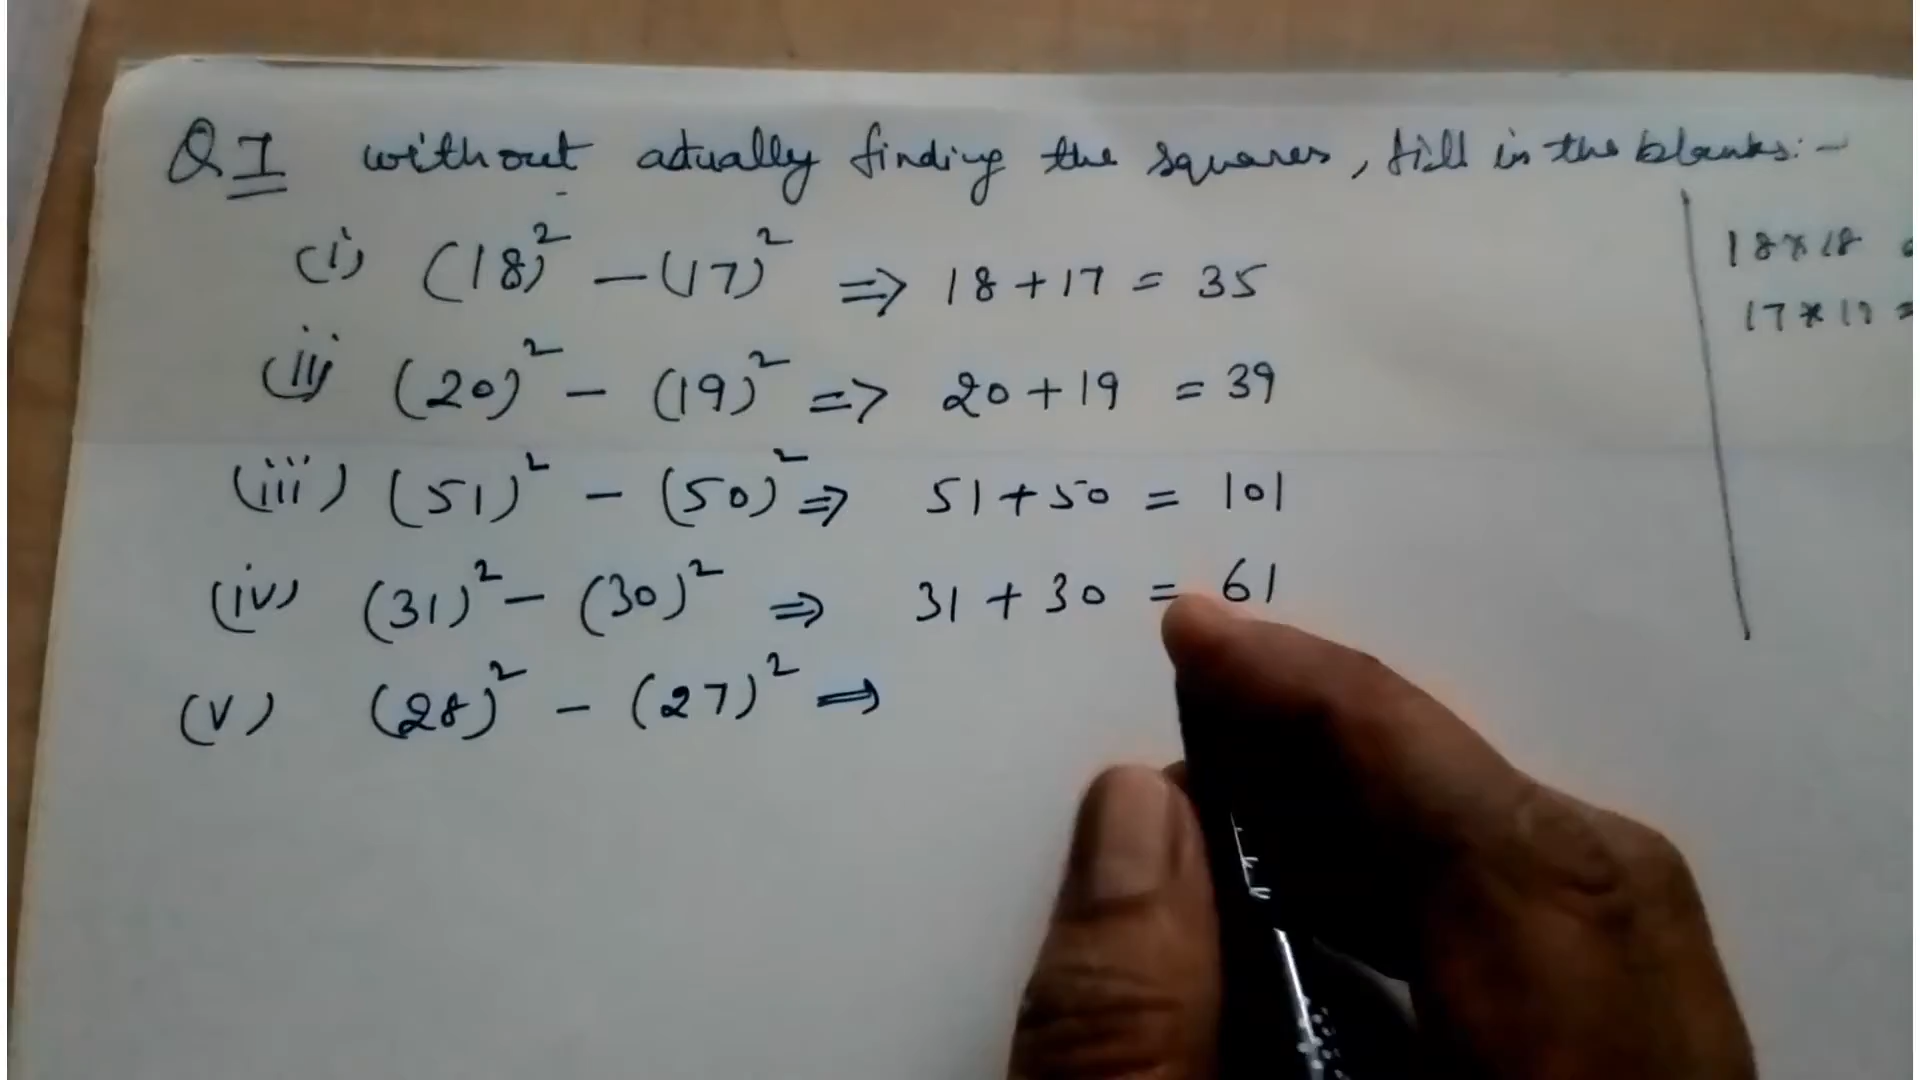 Q 1 without actually finding the squares, fill in the blanks:-
(i) (18)² - (17)² => 18 + 17 = 35
(ii) (20)² - (19)² => 20 + 19 = 39
(iii) (51)² - (50)² => 51 + 50 = 101
(iv) (31)² - (30)² => 31 + 30 = 61
(v) (28)² - (27)² =>
18 × 18
17 ×